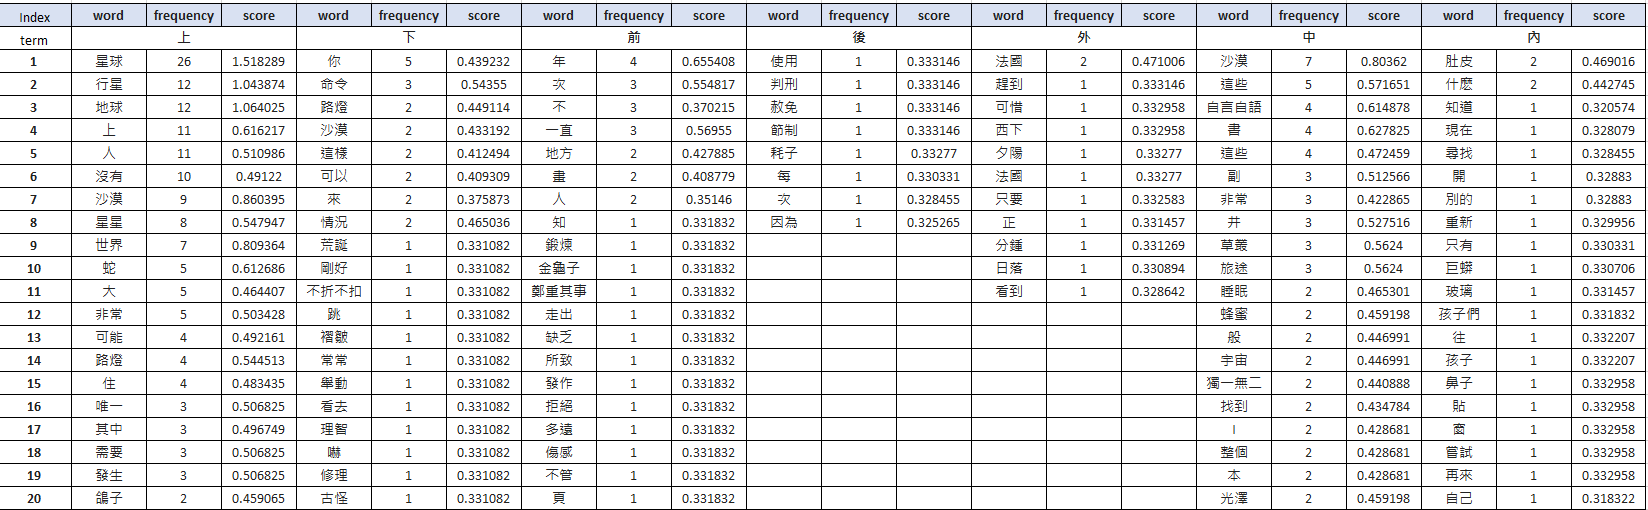 Index word frequency score word frequency score word frequency score word frequency score word frequency score word frequency score word frequency score
term 上 下 前 後 外 中 內
1 星球 26 1.518289 你 5 0.439232 年 4 0.655408 使用 1 0.333146 法國 2 0.471006 沙漠 7 0.80362 肚皮 2 0.469016
2 行星 12 1.043874 命令 3 0.54355 次 3 0.554817 判刑 1 0.333146 趕到 1 0.333146 這些 5 0.571651 什麼 2 0.442745
3 地球 12 1.064025 路燈 2 0.449114 不 3 0.370215 赦免 1 0.333146 可惜 1 0.332958 自言自語 4 0.614878 知道 1 0.320574
4 上 11 0.616217 沙漠 2 0.433192 一直 3 0.56955 節制 1 0.333146 西下 1 0.332958 書 4 0.627825 現在 1 0.328079
5 人 11 0.510986 這樣 2 0.412494 地方 2 0.427885 耗子 1 0.33277 夕陽 1 0.33277 這些 4 0.472459 尋找 1 0.328455
6 沒有 10 0.49122 可以 2 0.409309 畫 2 0.408779 每 1 0.330331 法國 1 0.33277 副 3 0.512566 開 1 0.32883
7 沙漠 9 0.860395 來 2 0.375873 人 2 0.35146 次 1 0.328455 只要 1 0.332583 非常 3 0.422865 別的 1 0.32883
8 星星 8 0.547947 情況 2 0.465036 知 1 0.331832 因為 1 0.325265 正 1 0.331457 井 3 0.527516 重新 1 0.329956
9 世界 7 0.809364 荒誕 1 0.331082 鍛煉 1 0.331832 分鍾 1 0.331269 草叢 3 0.5624 只有 1 0.330331
10 蛇 5 0.612686 剛好 1 0.331082 金龜子 1 0.331832 日落 1 0.330894 旅途 3 0.5624 巨蟒 1 0.330706
11 大 5 0.464407 不折不扣 1 0.331082 鄭重其事 1 0.331832 看到 1 0.328642 睡眠 2 0.465301 玻璃 1 0.331457
12 非常 5 0.503428 跳 1 0.331082 走出 1 0.331832 蜂蜜 2 0.459198 孩子們 1 0.331832
13 可能 4 0.492161 褶皺 1 0.331082 缺乏 1 0.331832 般 2 0.446991 往 1 0.332207
14 路燈 4 0.544513 常常 1 0.331082 所致 1 0.331832 宇宙 2 0.446991 孩子 1 0.332207
15 住 4 0.483435 舉動 1 0.331082 發作 1 0.331832 獨一無二 2 0.440888 鼻子 1 0.332958
16 唯一 3 0.506825 看去 1 0.331082 拒絕 1 0.331832 找到 2 0.434784 貼 1 0.332958
17 其中 3 0.496749 理智 1 0.331082 多遠 1 0.331832 I 2 0.428681 窗 1 0.332958
18 需要 3 0.506825 嚇 1 0.331082 傷感 1 0.331832 整個 2 0.428681 嘗試 1 0.332958
19 發生 3 0.506825 修理 1 0.331082 不管 1 0.331832 本 2 0.428681 再來 1 0.332958
20 鴿子 2 0.459065 古怪 1 0.331082 頁 1 0.331832 光澤 2 0.459198 自己 1 0.318322